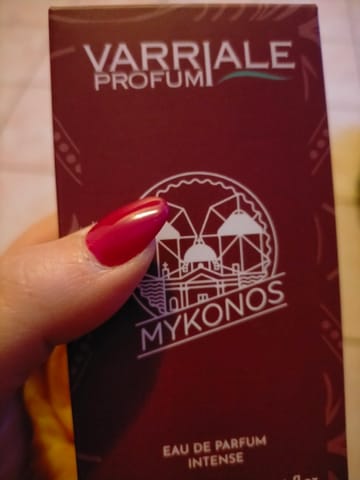 VARRIALE
PROFUMI
MYKONOS
EAU DE PARFUM
INTENSE